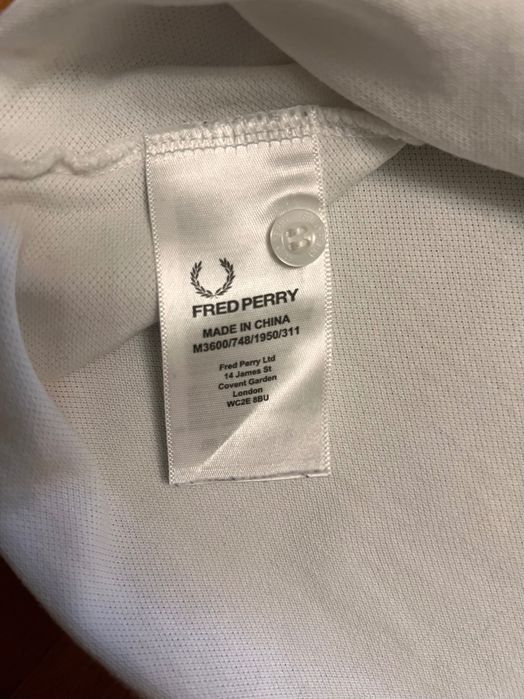 FRED PERRY
MADE IN CHINA
M3600/748/1950/311
Fred Perry Ltd
14 James St
Covent Garden
London
WC2E 8BU